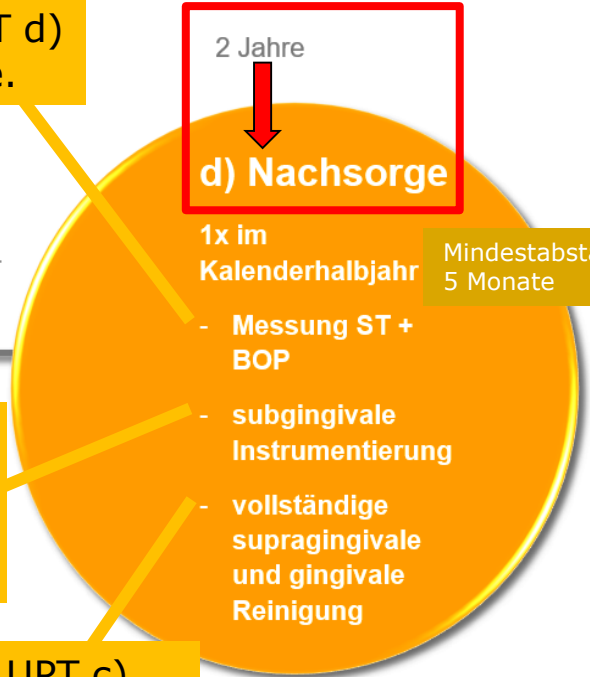 T d)
e.
2 Jahre
d) Nachsorge
1x im
Kalenderhalbjahr
Mindestabsta
5 Monate
- Messung ST +
BOP
- subgingivale
Instrumentierung
- vollständige
supragingivale
und gingivale
Reinigung
UPT c)